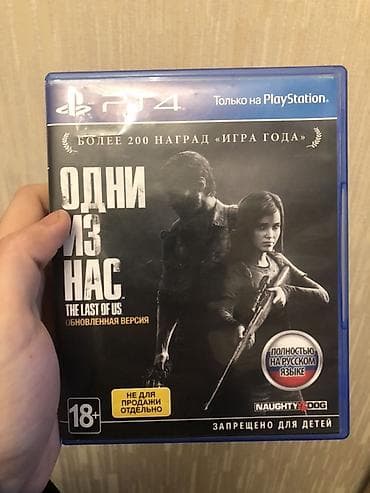 PS4
Только на PlayStation.
БОЛЕЕ 200 НАГРАД «ИГРА ГОДА»
ОДНИ
ИЗ
НАС
THE LAST OF US
ОБНОВЛЕННАЯ ВЕРСИЯ
ПОЛНОСТЬЮ
НА РУССКОМ
ЯЗЫКЕ
НЕ ДЛЯ
ПРОДАЖИ
ОТДЕЛЬНО
18+
NAUGHTY DOG
ЗАПРЕЩЕНО ДЛЯ ДЕТЕЙ